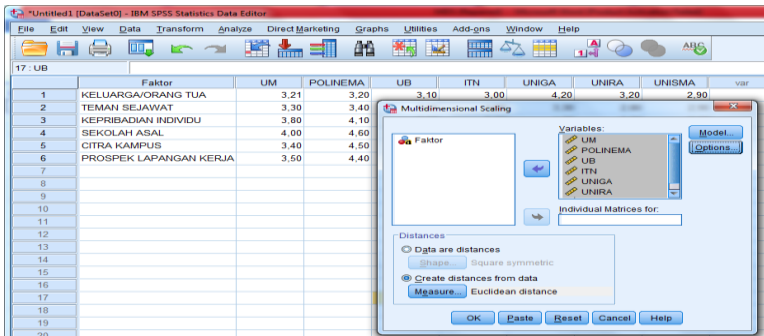 *Untitled1 [DataSet0] - IBM SPSS Statistics Data Editor
File Edit View Data Transform Analyze Direct Marketing Graphs Utilities Add-ons Window Help
17 : UB
Faktor UM POLINEMA UB ITN UNIGA UNIRA UNISMA var
1 KELUARGA/ORANG TUA 3,21 3,20 3,10 3,00 4,20 3,20 2,90
2 TEMAN SEJAWAT 3,30 3,40
3 KEPRIBADIAN INDIVIDU 3,80 4,10
4 SEKOLAH ASAL 4,00 4,60
5 CITRA KAMPUS 3,40 4,50
6 PROSPEK LAPANGAN KERJA 3,50 4,40
7
8
9
10
11
12
13
14
15
16
17
18
19
20
Multidimensional Scaling
Faktor
Variables:
UM
POLINEMA
UB
ITN
UNIGA
UNIRA
Model...
Options...
Individual Matrices for:
Distances
Data are distances
Shape... Square symmetric
Create distances from data
Measure... Euclidean distance
OK Paste Reset Cancel Help